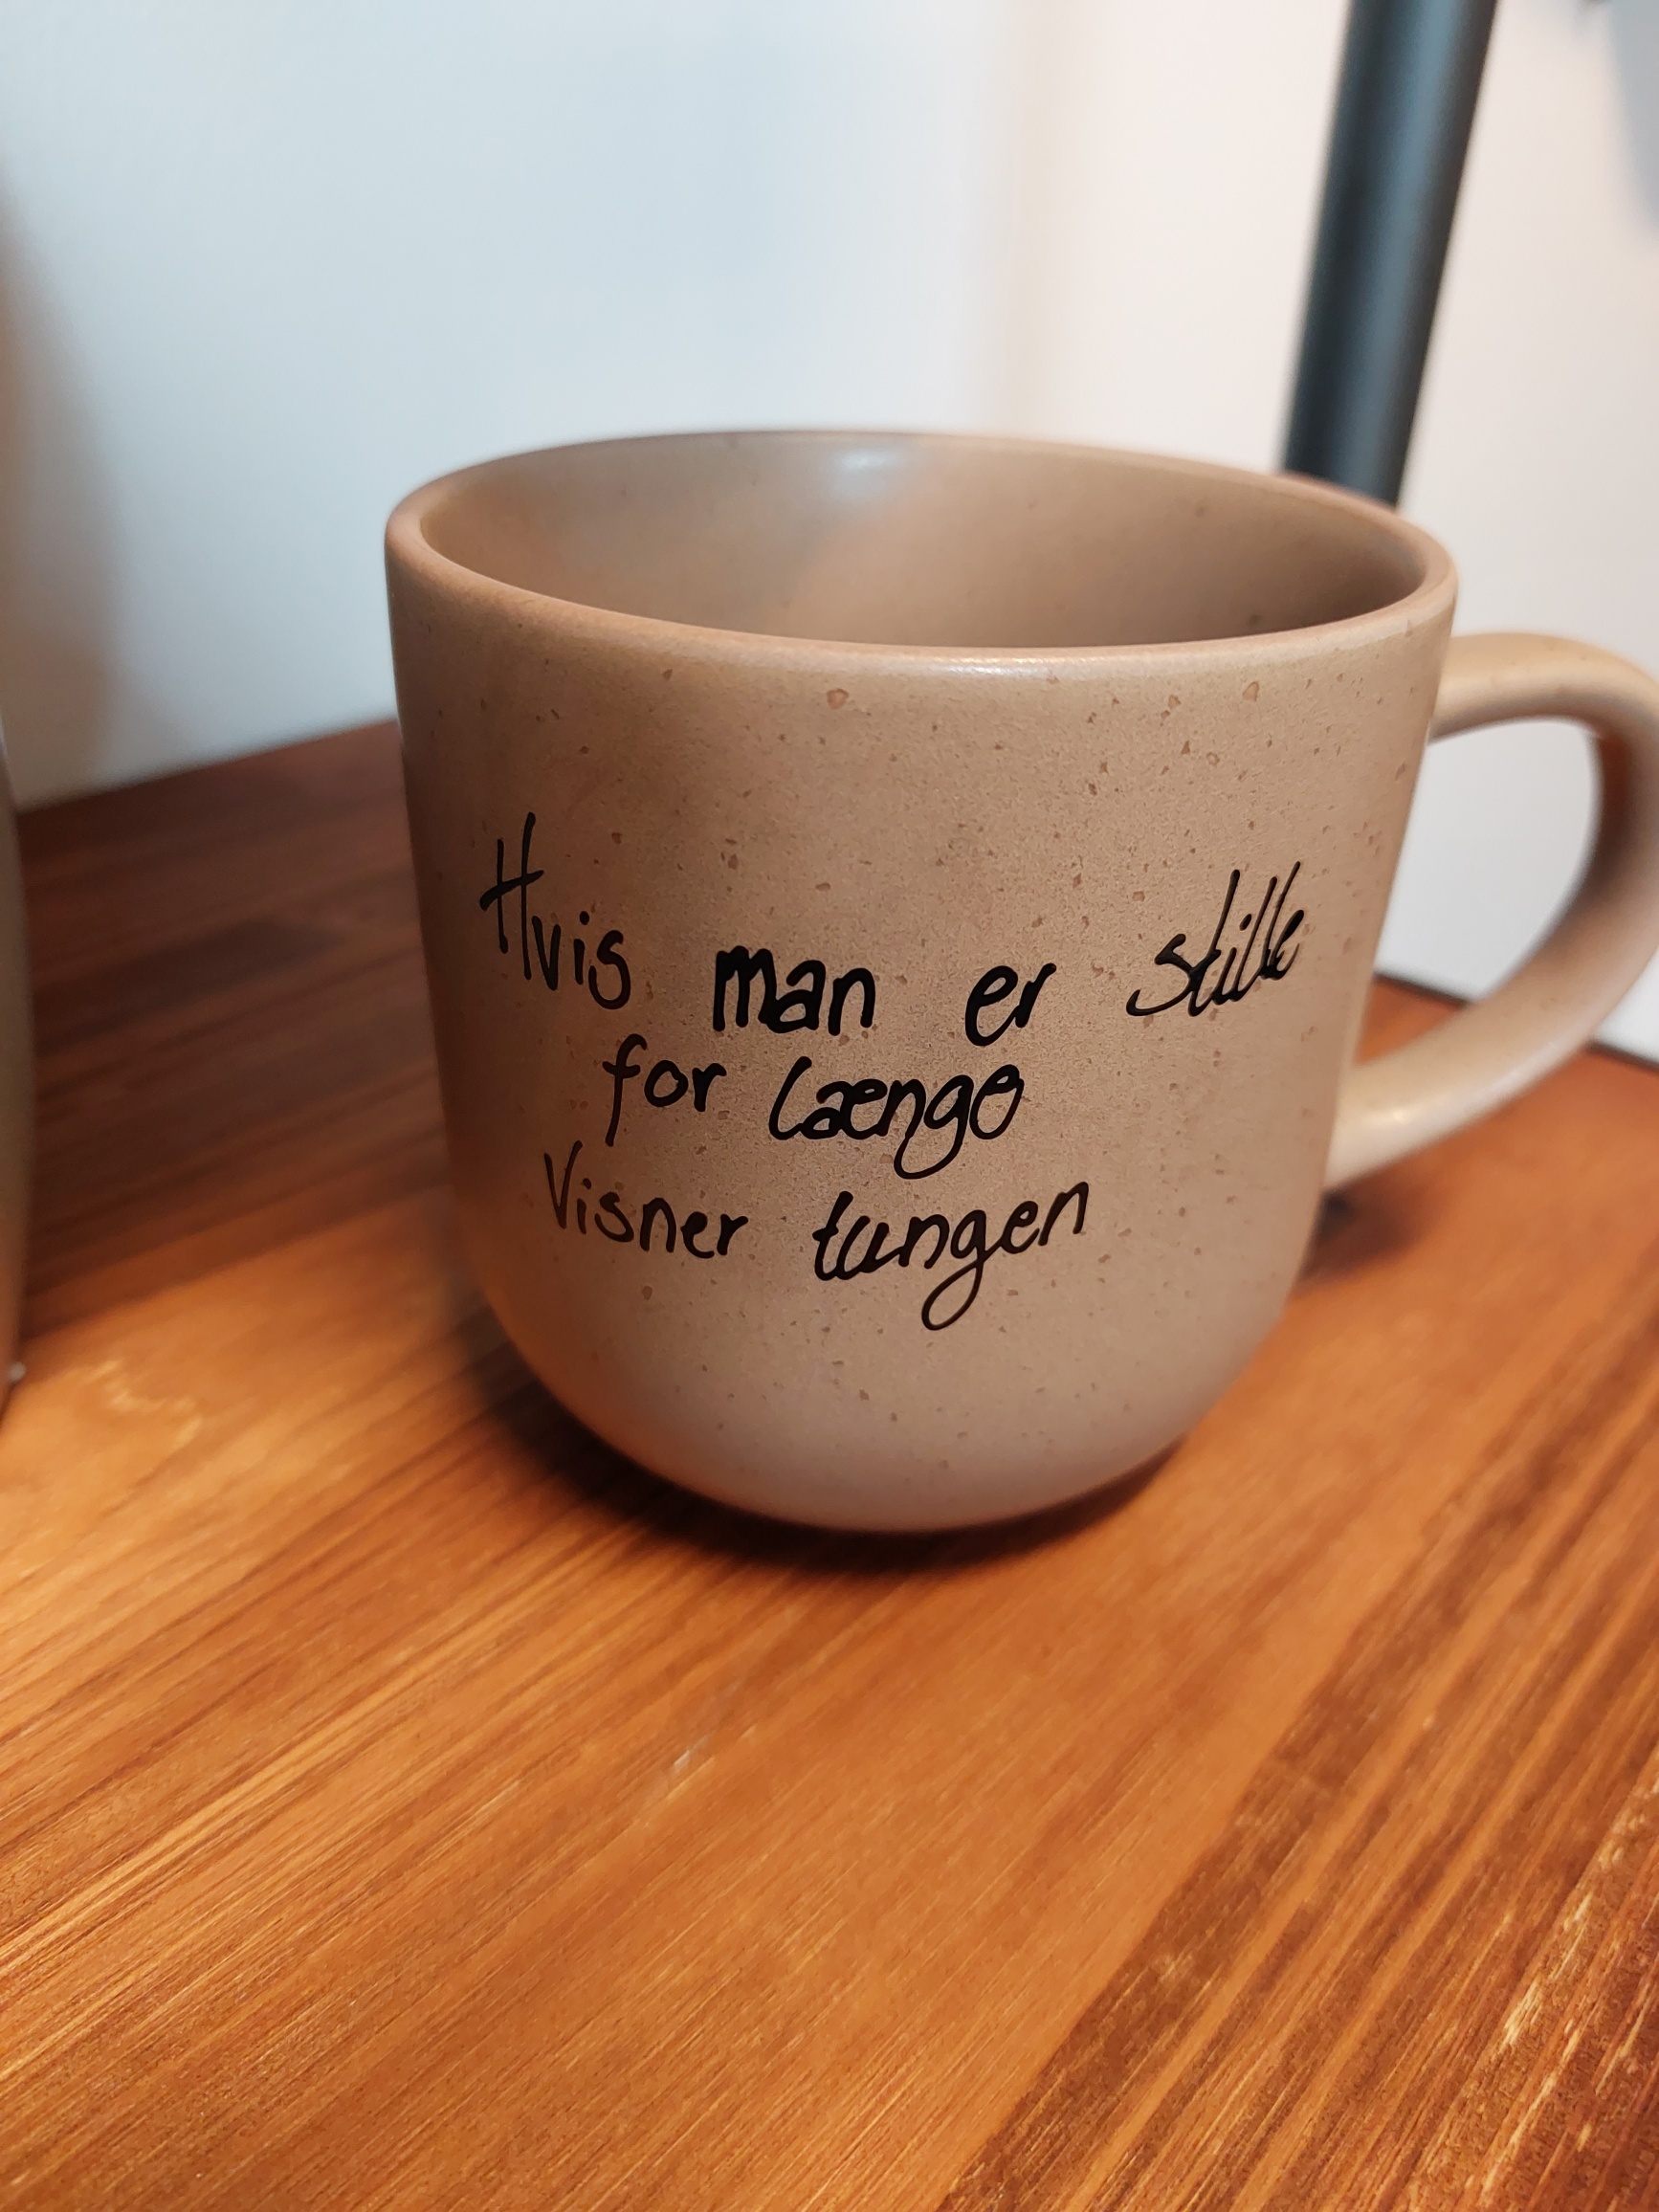 Hvis man er stille
for længe
Visner tungen